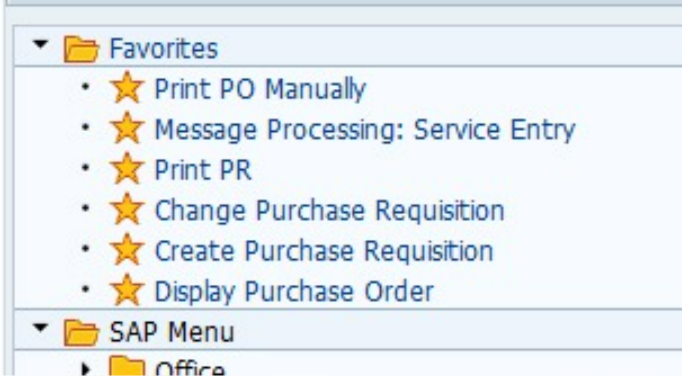 Favorites
Print PO Manually
Message Processing: Service Entry
Print PR
Change Purchase Requisition
Create Purchase Requisition
Display Purchase Order
SAP Menu
Office